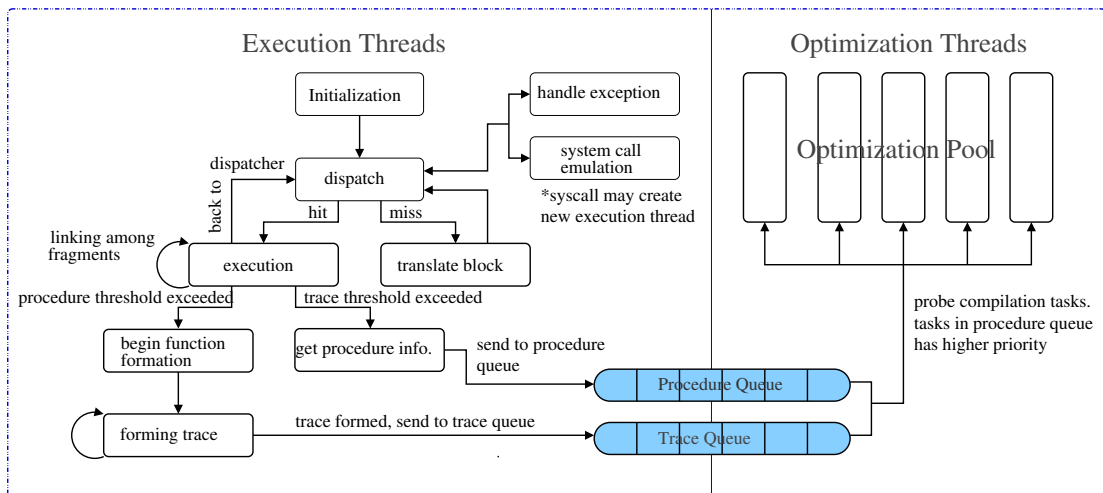 Execution Threads
Optimization Threads
Initialization
handle exception
system call
emulation
*syscall may create
new execution thread
dispatcher
back to
dispatch
hit
miss
linking among
fragments
execution
translate block
procedure threshold exceeded
trace threshold exceeded
begin function
formation
get procedure info.
send to procedure
queue
forming trace
trace formed, send to trace queue
Procedure Queue
Trace Queue
Optimization Pool
probe compilation tasks.
tasks in procedure queue
has higher priority